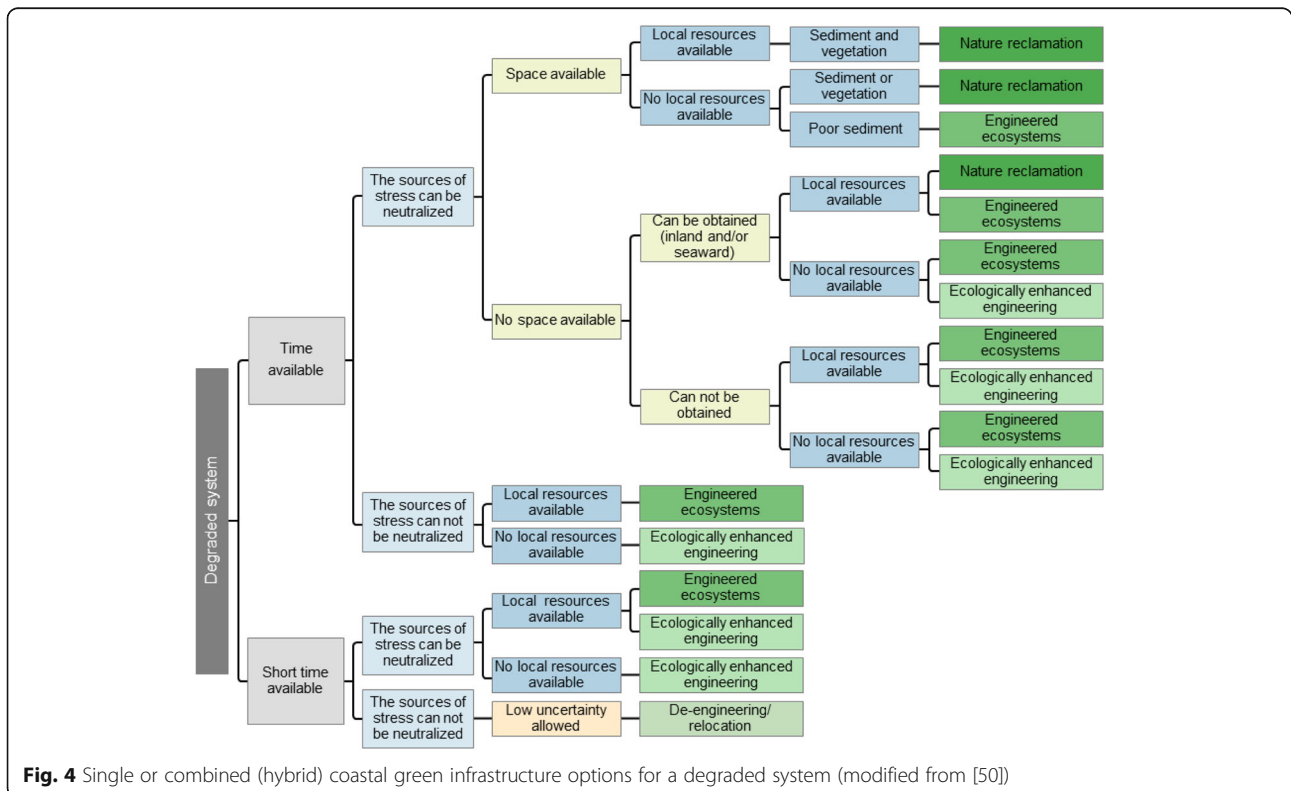 Degraded system
Time
available
Short time
available
The sources of
stress can be
neutralized
Space available
Local resources
available
Sediment and
vegetation
Nature reclamation
No local resources
available
Sediment or
vegetation
Nature reclamation
Poor sediment
Engineered
ecosystems
No space available
Can be obtained
(inland and/or
seaward)
Local resources
available
Nature reclamation
Engineered
ecosystems
No local resources
available
Engineered
ecosystems
Ecologically enhanced
engineering
Can not be
obtained
Local resources
available
Engineered
ecosystems
Ecologically enhanced
engineering
No local resources
available
Engineered
ecosystems
Ecologically enhanced
engineering
The sources of
stress can not
be neutralized
Local resources
available
Engineered
ecosystems
No local resources
available
Ecologically enhanced
engineering
The sources of
stress can be
neutralized
Local resources
available
Engineered
ecosystems
Ecologically enhanced
engineering
No local resources
available
Ecologically enhanced
engineering
The sources of
stress can not be
neutralized
Low uncertainty
allowed
De-engineering/
relocation
Fig. 4 Single or combined (hybrid) coastal green infrastructure options for a degraded system (modified from [50])